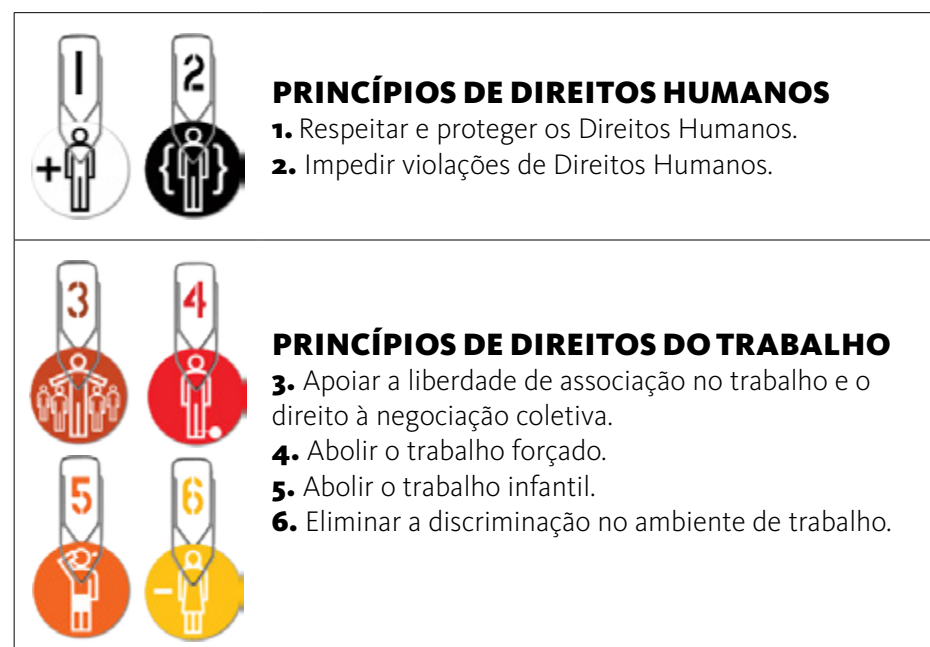 1 2
PRINCÍPIOS DE DIREITOS HUMANOS
1. Respeitar e proteger os Direitos Humanos.
2. Impedir violações de Direitos Humanos.
3 4
PRINCÍPIOS DE DIREITOS DO TRABALHO
3. Apoiar a liberdade de associação no trabalho e o
direito à negociação coletiva.
4. Abolir o trabalho forçado.
5. Abolir o trabalho infantil.
6. Eliminar a discriminação no ambiente de trabalho.
5 6